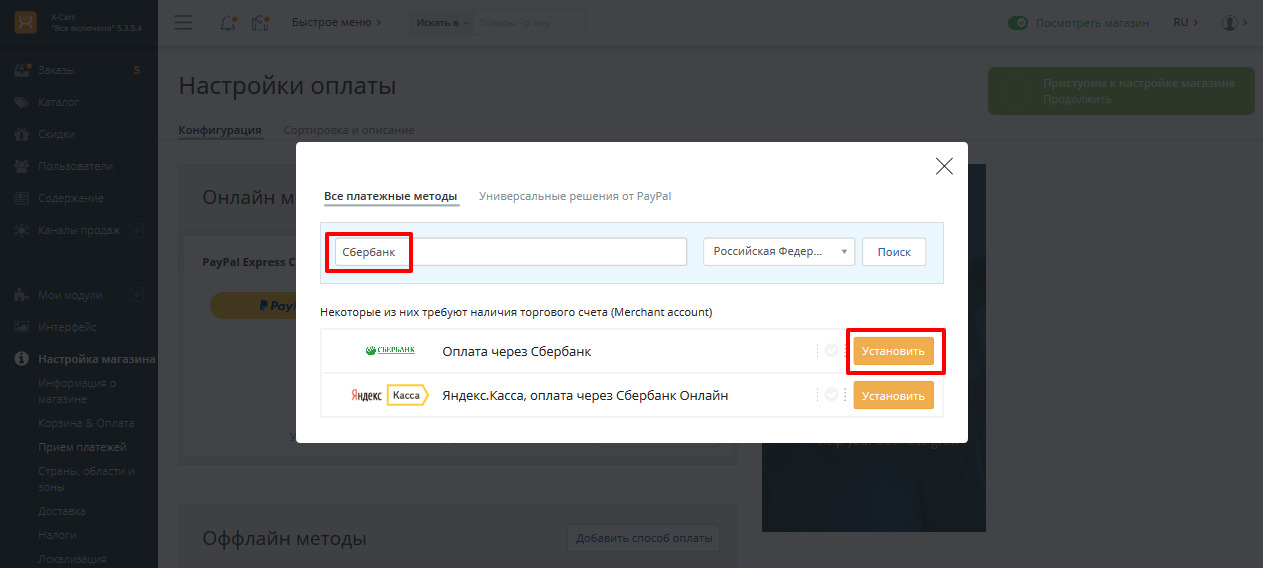 X-Cart
"Все включено" 5.3.5.4
Быстрое меню
Искать в
Посмотреть магазин
RU
Заказы
5
Каталог
Скидки
Пользователи
Содержание
Каналы продаж
Мои модули
Интерфейс
Настройка магазина
Информация о
магазине
Корзина & Оплата
Прием платежей
Страны, области и
зоны
Доставка
Налоги
Локализация
Настройки оплаты
Приступим к настройке магазина
Продолжить
Конфигурация
Сортировка и описание
Онлайн
PayPal Express
Все платежные методы
Универсальные решения от PayPal
Сбербанк
Российская Федер...
Поиск
Некоторые из них требуют наличия торгового счета (Merchant account)
СБЕРБАНК
Оплата через Сбербанк
Установить
Яндекс Касса
Яндекс.Касса, оплата через Сбербанк Онлайн
Установить
Оффлайн методы
Добавить способ оплаты